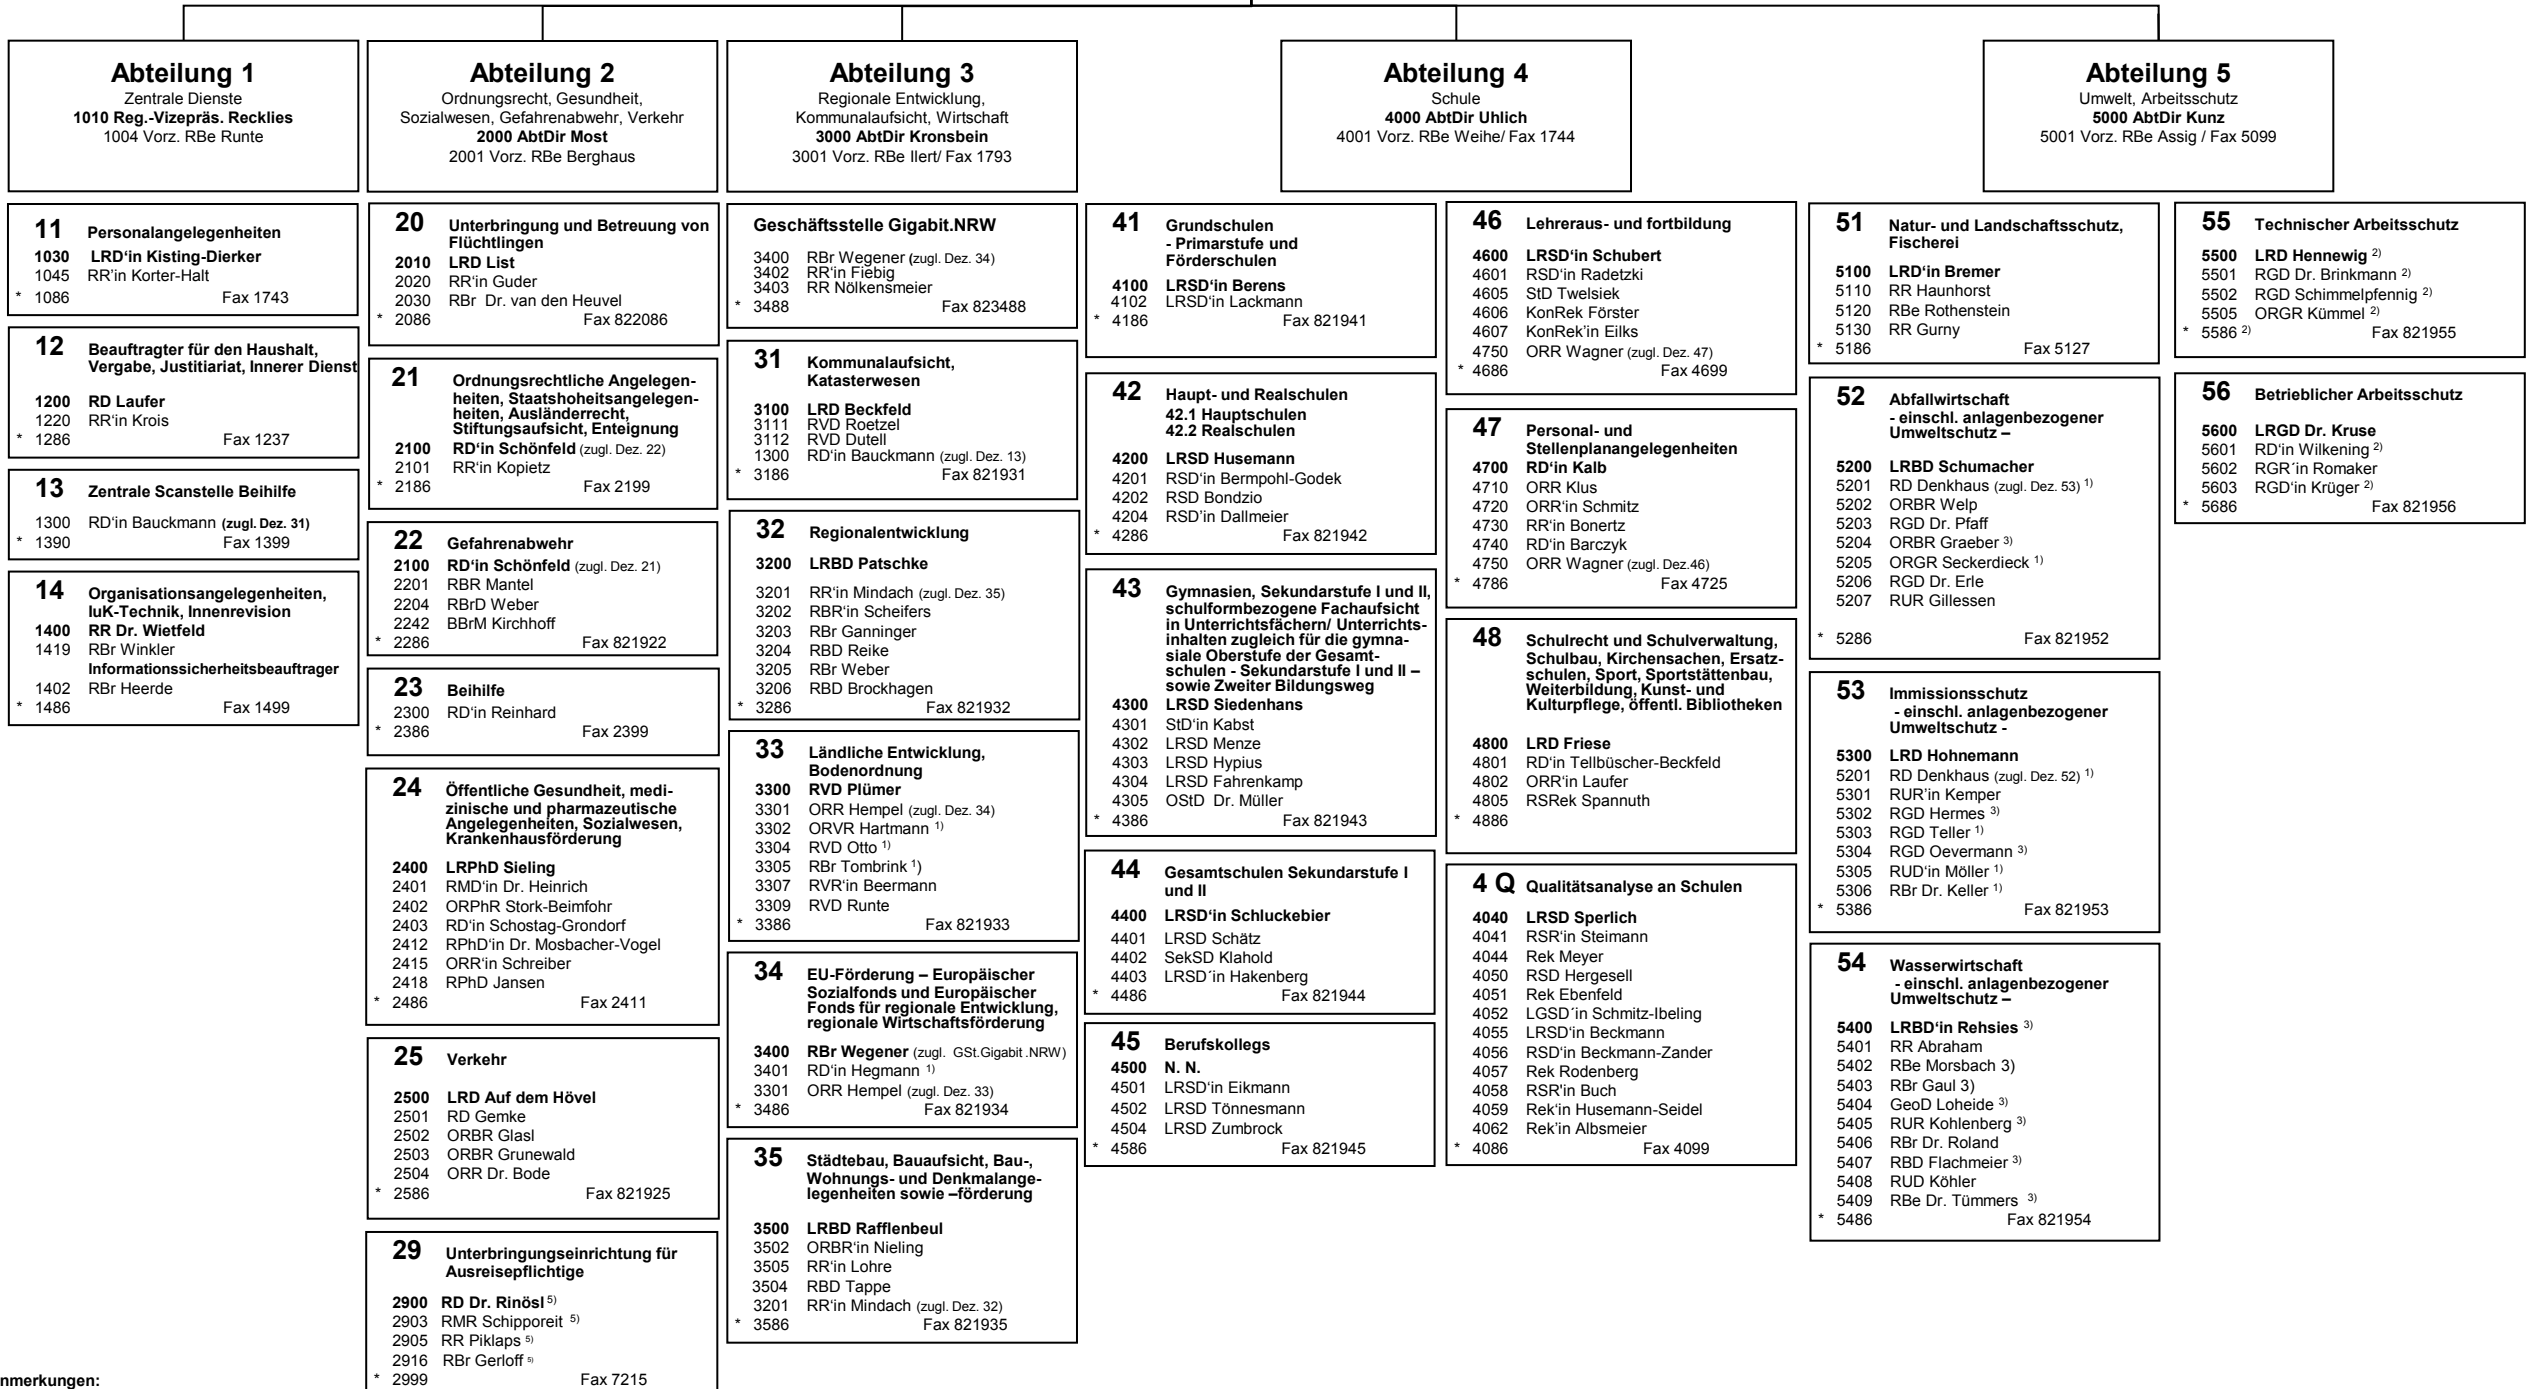 Abteilung 1
Zentrale Dienste
1010 Reg.-Vizepräs. Recklies
1004 Vorz. RBe Runte
Abteilung 2
Ordnungsrecht, Gesundheit,
Sozialwesen, Gefahrenabwehr, Verkehr
2000 AbtDir Most
2001 Vorz. RBe Berghaus
Abteilung 3
Regionale Entwicklung,
Kommunalaufsicht, Wirtschaft
3000 AbtDir Kronsbein
3001 Vorz. RBe Ilert/ Fax 1793
Abteilung 4
Schule
4000 AbtDir Uhlich
4001 Vorz. RBe Weihe/ Fax 1744
Abteilung 5
Umwelt, Arbeitsschutz
5000 AbtDir Kunz
5001 Vorz. RBe Assig / Fax 5099
11 Personalangelegenheiten
1030 LRD‘in Kisting-Dierker
1045 RR’in Korter-Halt
* 1086 Fax 1743
12 Beauftragter für den Haushalt,
Vergabe, Justitiariat, Innerer Dienst
1200 RD Laufer
1220 RR‘in Krois
* 1286 Fax 1237
13 Zentrale Scanstelle Beihilfe
1300 RD’in Bauckmann (zugl. Dez. 31)
* 1390 Fax 1399
14 Organisationsangelegenheiten,
IuK-Technik, Innenrevision
1400 RR Dr. Wietfeld
1419 RBr Winkler
Informationssicherheitsbeauftrager
1402 RBr Heerde
* 1486 Fax 1499
20 Unterbringung und Betreuung von
Flüchtlingen
2010 LRD List
2020 RR‘in Guder
2030 RBr Dr. van den Heuvel
* 2086 Fax 822086
21 Ordnungsrechtliche Angelegen-
heiten, Staatshoheitsangelegen-
heiten, Ausländerrecht,
Stiftungsaufsicht, Enteignung
2100 RD‘in Schönfeld (zugl. Dez. 22)
2101 RR‘in Kopietz
* 2186 Fax 2199
22 Gefahrenabwehr
2100 RD‘in Schönfeld (zugl. Dez. 21)
2201 RBR Mantel
2204 RBrD Weber
2242 BBrM Kirchhoff
* 2286 Fax 821922
23 Beihilfe
2300 RD’in Reinhard
* 2386 Fax 2399
24 Öffentliche Gesundheit, medi-
zinische und pharmazeutische
Angelegenheiten, Sozialwesen,
Krankenhausförderung
2400 LRPhD Sieling
2401 RMD‘in Dr. Heinrich
2402 ORPhR Stork-Beimfohr
2403 RD‘in Schostag-Grondorf
2412 RPhD‘in Dr. Mosbacher-Vogel
2415 ORR‘in Schreiber
2418 RPhD Jansen
* 2486 Fax 2411
25 Verkehr
2500 LRD Auf dem Hövel
2501 RD Gemke
2502 ORBR Glasl
2503 ORBR Grunewald
2504 ORR Dr. Bode
* 2586 Fax 821925
29 Unterbringungseinrichtung für
Ausreisepflichtige
2900 RD Dr. Rinösl 5)
2903 RMR Schipporeit 5)
2905 RR Piklaps 5)
2916 RBr Gerloff 5)
* 2999 Fax 7215
Geschäftsstelle Gigabit.NRW
3400 RBr Wegener (zugl. Dez. 34)
3402 RR‘in Fiebig
3403 RR Nölkensmeier
* 3488 Fax 823488
31 Kommunalaufsicht,
Katasterwesen
3100 LRD Beckfeld
3111 RVD Roetzel
3112 RVD Dutell
1300 RD‘in Bauckmann (zugl. Dez. 13)
* 3186 Fax 821931
32 Regionalentwicklung
3200 LRBD Patschke
3201 RR‘in Mindach (zugl. Dez. 35)
3202 RBR‘in Scheifers
3203 RBr Ganninger
3204 RBD Reike
3205 RBr Weber
3206 RBD Brockhagen
* 3286 Fax 821932
33 Ländliche Entwicklung,
Bodenordnung
3300 RVD Plümer
3301 ORR Hempel (zugl. Dez. 34)
3302 ORVR Hartmann 1)
3304 RVD Otto 1)
3305 RBr Tombrink 1)
3307 RVR‘in Beermann
3309 RVD Runte
* 3386 Fax 821933
34 EU-Förderung – Europäischer
Sozialfonds und Europäischer
Fonds für regionale Entwicklung,
regionale Wirtschaftsförderung
3400 RBr Wegener (zugl. GSt.Gigabit .NRW)
3401 RD‘in Hegmann 1)
3301 ORR Hempel (zugl. Dez. 33)
* 3486 Fax 821934
35 Städtebau, Bauaufsicht, Bau-,
Wohnungs- und Denkmalange-
legenheiten sowie –förderung
3500 LRBD Rafflenbeul
3502 ORBR‘in Nieling
3505 RR‘in Lohre
3504 RBD Tappe
3201 RR‘in Mindach (zugl. Dez. 32)
* 3586 Fax 821935
41 Grundschulen
- Primarstufe und
Förderschulen
4100 LRSD‘in Berens
4102 LRSD‘in Lackmann
* 4186 Fax 821941
42 Haupt- und Realschulen
42.1 Hauptschulen
42.2 Realschulen
4200 LRSD Husemann
4201 RSD‘in Bermpohl-Godek
4202 RSD Bondzio
4204 RSD’in Dallmeier
* 4286 Fax 821942
43 Gymnasien, Sekundarstufe I und II,
schulformbezogene Fachaufsicht
in Unterrichtsfächern/ Unterrichts-
inhalten zugleich für die gymna-
siale Oberstufe der Gesamt-
schulen - Sekundarstufe I und II –
sowie Zweiter Bildungsweg
4300 LRSD Siedenhans
4301 StD‘in Kabst
4302 LRSD Menze
4303 LRSD Hypius
4304 LRSD Fahrenkamp
4305 OStD Dr. Müller
* 4386 Fax 821943
44 Gesamtschulen Sekundarstufe I
und II
4400 LRSD‘in Schluckebier
4401 LRSD Schätz
4402 SekSD Klahold
4403 LRSD´in Hakenberg
* 4486 Fax 821944
45 Berufskollegs
4500 N. N.
4501 LRSD‘in Eikmann
4502 LRSD Tönnesmann
4504 LRSD Zumbrock
* 4586 Fax 821945
46 Lehreraus- und fortbildung
4600 LRSD‘in Schubert
4601 RSD‘in Radetzki
4605 StD Twelsiek
4606 KonRek Förster
4607 KonRek’in Eilks
4750 ORR Wagner (zugl. Dez. 47)
* 4686 Fax 4699
47 Personal- und
Stellenplanangelegenheiten
4700 RD‘in Kalb
4710 ORR Klus
4720 ORR‘in Schmitz
4730 RR‘in Bonertz
4740 RD‘in Barczyk
4750 ORR Wagner (zugl. Dez.46)
* 4786 Fax 4725
48 Schulrecht und Schulverwaltung,
Schulbau, Kirchensachen, Ersatz-
schulen, Sport, Sportstättenbau,
Weiterbildung, Kunst- und
Kulturpflege, öffentl. Bibliotheken
4800 LRD Friese
4801 RD‘in Tellbüscher-Beckfeld
4802 ORR‘in Laufer
4805 RSRek Spannuth
* 4886
4 Q Qualitätsanalyse an Schulen
4040 LRSD Sperlich
4041 RSR‘in Steimann
4044 Rek Meyer
4050 RSD Hergesell
4051 Rek Ebenfeld
4052 LGSD´in Schmitz-Ibeling
4055 LRSD‘in Beckmann
4056 RSD‘in Beckmann-Zander
4057 Rek Rodenberg
4058 RSR'in Buch
4059 Rek‘in Husemann-Seidel
4062 Rek‘in Albsmeier
* 4086 Fax 4099
51 Natur- und Landschaftsschutz,
Fischerei
5100 LRD‘in Bremer
5110 RR Haunhorst
5120 RBe Rothenstein
5130 RR Gurny
* 5186 Fax 5127
52 Abfallwirtschaft
- einschl. anlagenbezogener
Umweltschutz –
5200 LRBD Schumacher
5201 RD Denkhaus (zugl. Dez. 53) 1)
5202 ORBR Welp
5203 RGD Dr. Pfaff
5204 ORBR Graeber 3)
5205 ORGR Seckerdieck 1)
5206 RGD Dr. Erle
5207 RUR Gillessen
* 5286 Fax 821952
53 Immissionsschutz
- einschl. anlagenbezogener
Umweltschutz -
5300 LRD Hohnemann
5201 RD Denkhaus (zugl. Dez. 52) 1)
5301 RUR'in Kemper
5302 RGD Hermes 3)
5303 RGD Teller 1)
5304 RGD Oevermann 3)
5305 RUD‘in Möller 1)
5306 RBr Dr. Keller 1)
* 5386 Fax 821953
54 Wasserwirtschaft
- einschl. anlagenbezogener
Umweltschutz –
5400 LRBD‘in Rehsies 3)
5401 RR Abraham
5402 RBe Morsbach 3)
5403 RBr Gaul 3)
5404 GeoD Loheide 3)
5405 RUR Kohlenberg 3)
5406 RBr Dr. Roland
5407 RBD Flachmeier 3)
5408 RUD Köhler
5409 RBe Dr. Tümmers 3)
* 5486 Fax 821954
55 Technischer Arbeitsschutz
5500 LRD Hennewig 2)
5501 RGD Dr. Brinkmann 2)
5502 RGD Schimmelpfennig 2)
5505 ORGR Kümmel 2)
* 5586 2) Fax 821955
56 Betrieblicher Arbeitsschutz
5600 LRGD Dr. Kruse
5601 RD‘in Wilkening 2)
5602 RGR´in Romaker
5603 RGD‘in Krüger 2)
* 5686 Fax 821956
nmerkungen: